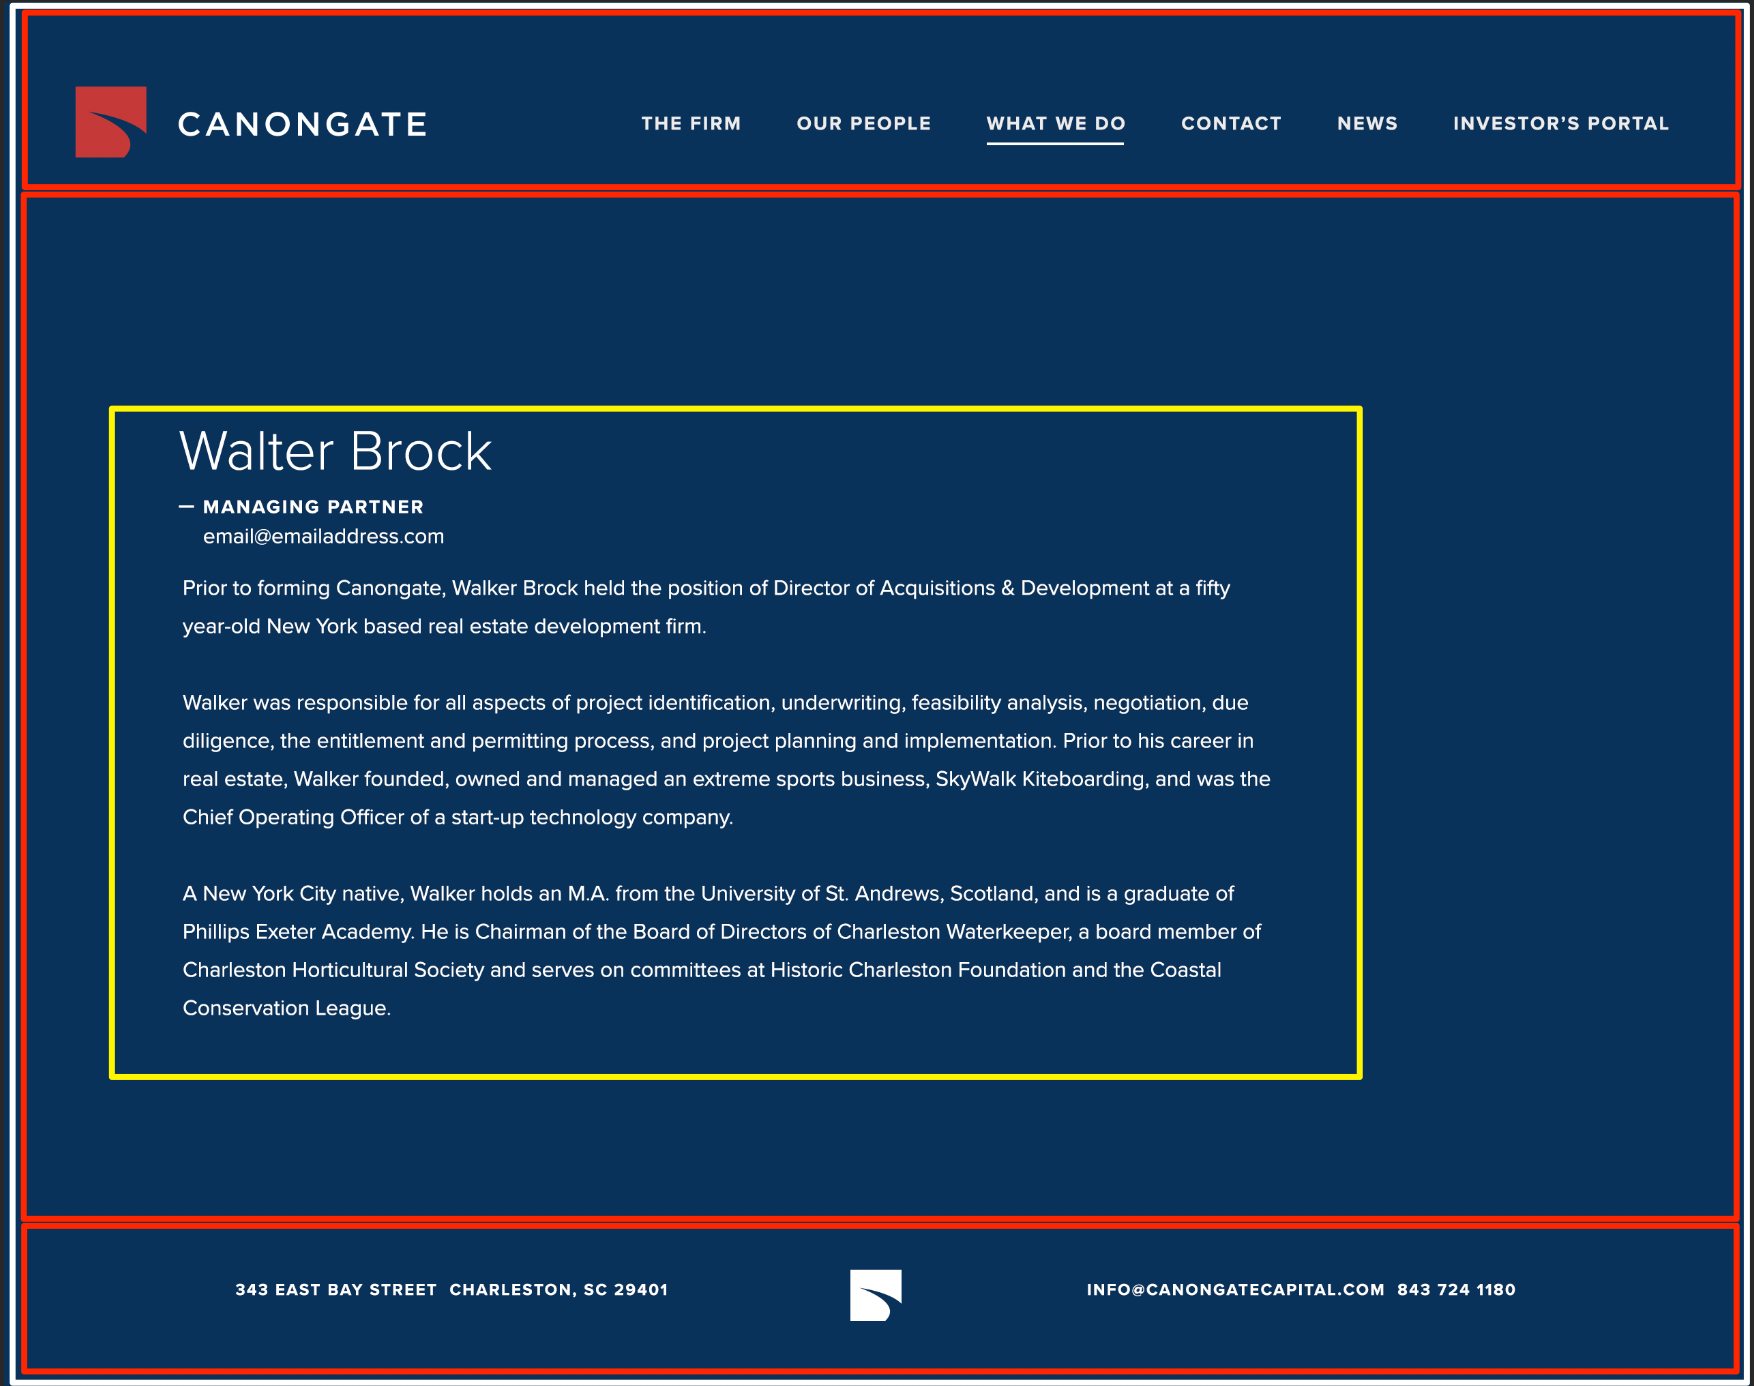 CANONGATE
THE FIRM OUR PEOPLE WHAT WE DO CONTACT NEWS INVESTOR’S PORTAL
Walter Brock
— MANAGING PARTNER
email@emailaddress.com
Prior to forming Canongate, Walker Brock held the position of Director of Acquisitions & Development at a fifty
year-old New York based real estate development firm.
Walker was responsible for all aspects of project identification, underwriting, feasibility analysis, negotiation, due
diligence, the entitlement and permitting process, and project planning and implementation. Prior to his career in
real estate, Walker founded, owned and managed an extreme sports business, SkyWalk Kiteboarding, and was the
Chief Operating Officer of a start-up technology company.
A New York City native, Walker holds an M.A. from the University of St. Andrews, Scotland, and is a graduate of
Phillips Exeter Academy. He is Chairman of the Board of Directors of Charleston Waterkeeper, a board member of
Charleston Horticultural Society and serves on committees at Historic Charleston Foundation and the Coastal
Conservation League.
343 EAST BAY STREET CHARLESTON, SC 29401
INFO@CANONGATECAPITAL.COM 843 724 1180